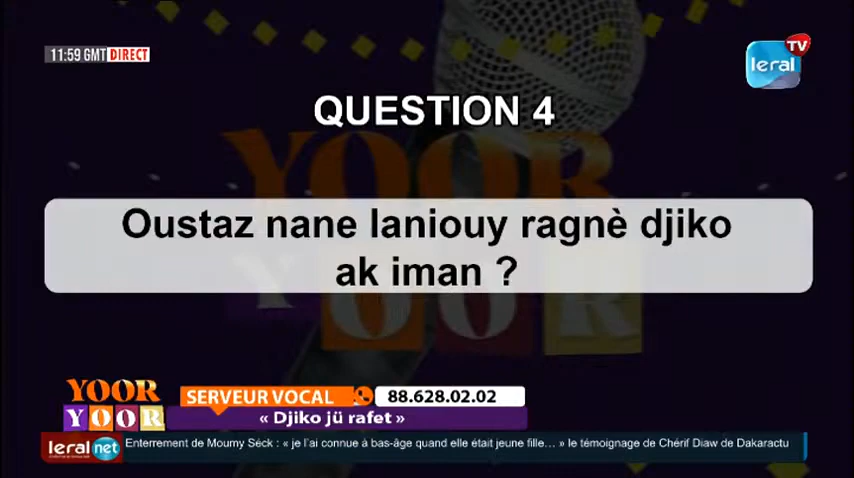 11:59 GMT DIRECT
leral TV
QUESTION 4
YOOR
YOOR
Oustaz nane laniouy ragnè djiko
ak iman ?
YOOR
YOOR
SERVEUR VOCAL
88.628.02.02
« Djiko jü rafet »
leral net
Enterrement de Moumy Séck : « je l'ai connue à bas-âge quand elle était jeune fille… » le témoignage de Chérif Diaw de Dakaractu